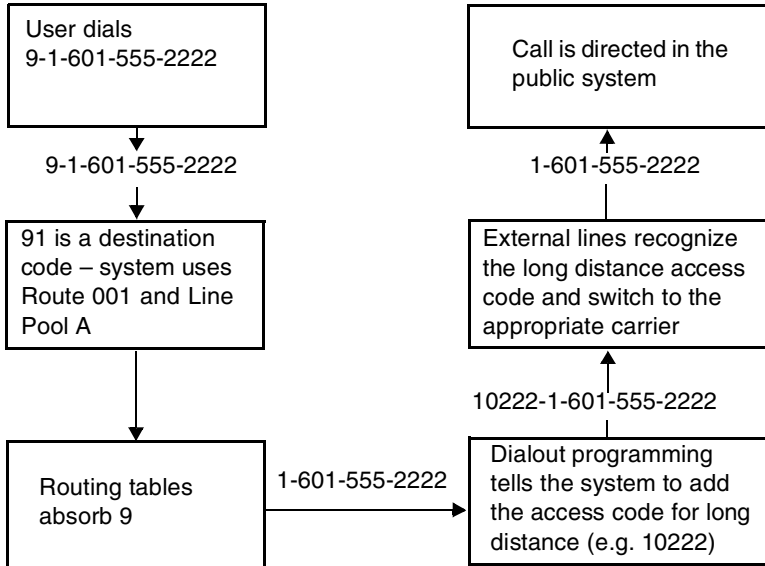 User dials
9-1-601-555-2222
9-1-601-555-2222
91 is a destination
code – system uses
Route 001 and Line
Pool A
Routing tables
absorb 9
1-601-555-2222
Dialout programming
tells the system to add
the access code for long
distance (e.g. 10222)
10222-1-601-555-2222
External lines recognize
the long distance access
code and switch to the
appropriate carrier
1-601-555-2222
Call is directed in the
public system